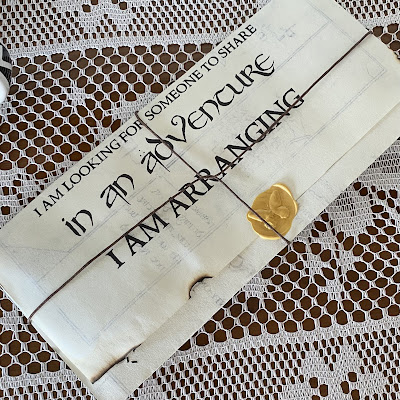 I AM LOOKING FOR SOMEONE TO SHARE
in an adventure
I AM ARRANGING